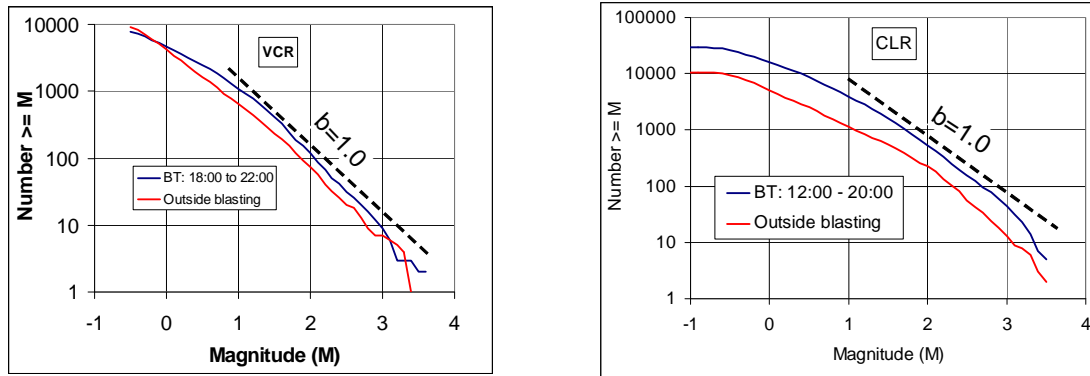 Number >= M
10000
1000
100
10
1
VCR
b=1.0
BT: 18:00 to 22:00
Outside blasting
-1 0 1 2 3 4
Magnitude (M)
Number >= M
100000
10000
1000
100
10
1
CLR
b=1.0
BT: 12:00 - 20:00
Outside blasting
-1 0 1 2 3 4
Magnitude (M)